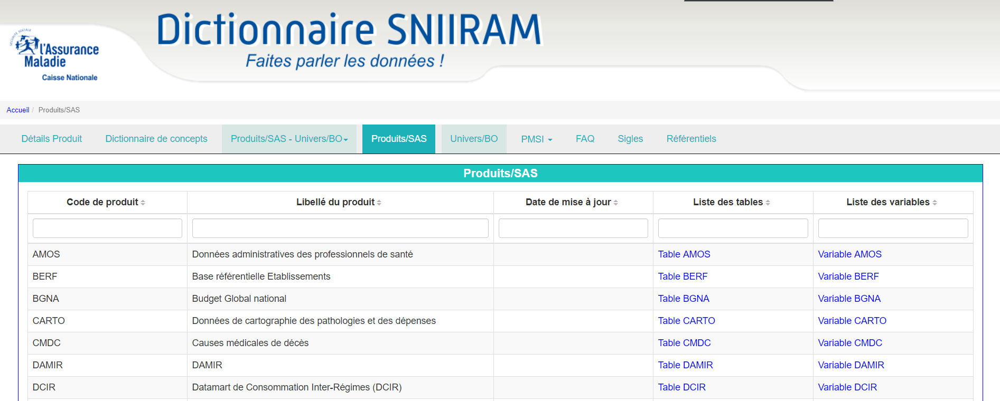 Dictionnaire SNIIRAM
Faites parler les données !
SÉCURITÉ SOCIALE
l'Assurance
Maladie
Caisse Nationale
Accueil / Produits/SAS
Détails Produit Dictionnaire de concepts Produits/SAS - Univers/BO Produits/SAS Univers/BO PMSI FAQ Sigles Référentiels
Produits/SAS
Code de produit Libellé du produit Date de mise à jour Liste des tables Liste des variables
AMOS Données administratives des professionnels de santé Table AMOS Variable AMOS
BERF Base référentielle Etablissements Table BERF Variable BERF
BGNA Budget Global national Table BGNA Variable BGNA
CARTO Données de cartographie des pathologies et des dépenses Table CARTO Variable CARTO
CMDC Causes médicales de décès Table CMDC Variable CMDC
DAMIR DAMIR Table DAMIR Variable DAMIR
DCIR Datamart de Consommation Inter-Régimes (DCIR) Table DCIR Variable DCIR